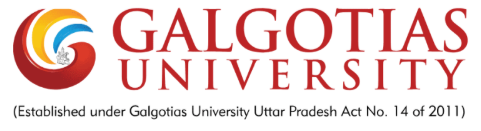 GALGOTIAS
UNIVERSITY
(Established under Galgotias University Uttar Pradesh Act No. 14 of 2011)